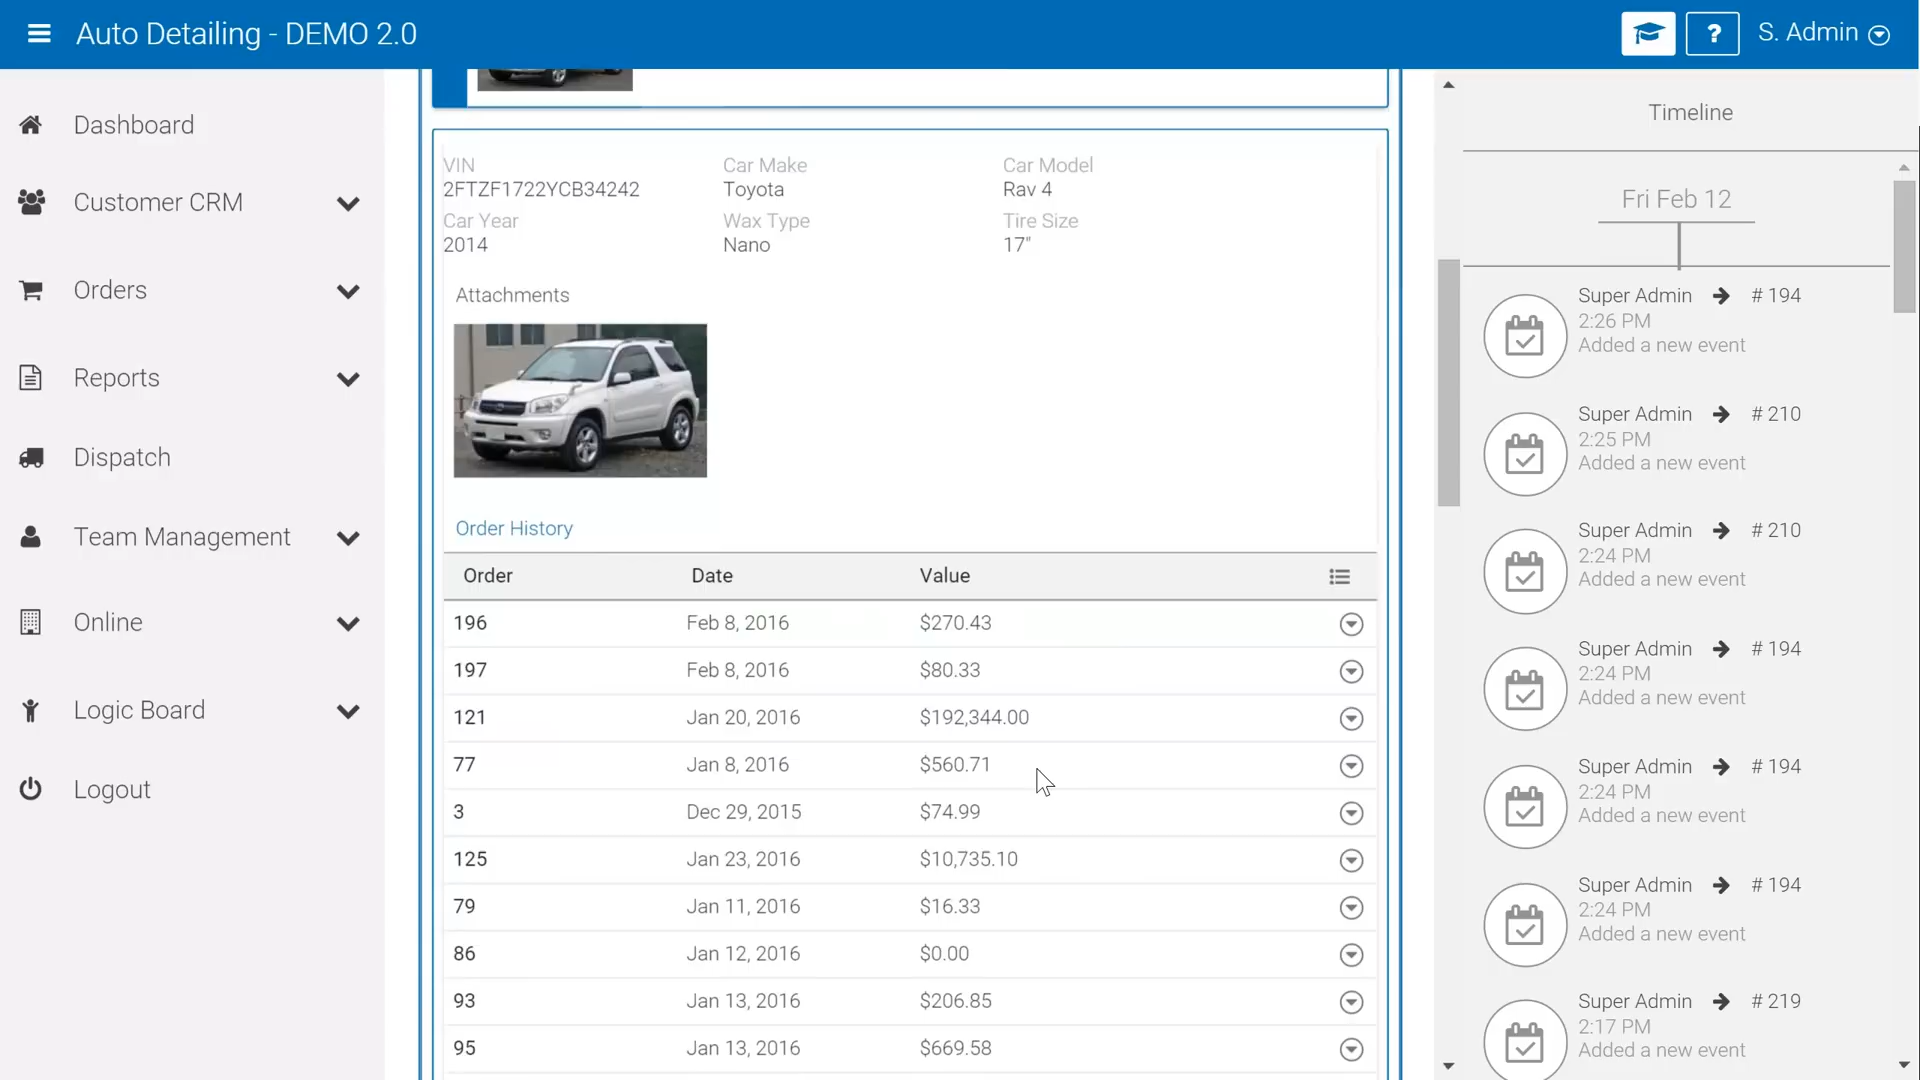 Auto Detailing - DEMO 2.0
?
S. Admin
Dashboard
Customer CRM
Orders
Reports
Dispatch
Team Management
Online
Logic Board
Logout
VIN
2FTZF1722YCB34242
Car Make
Toyota
Car Model
Rav 4
Car Year
2014
Wax Type
Nano
Tire Size
17"
Attachments
Order History
Order Date Value
196 Feb 8, 2016 $270.43
197 Feb 8, 2016 $80.33
121 Jan 20, 2016 $192,344.00
77 Jan 8, 2016 $560.71
3 Dec 29, 2015 $74.99
125 Jan 23, 2016 $10,735.10
79 Jan 11, 2016 $16.33
86 Jan 12, 2016 $0.00
93 Jan 13, 2016 $206.85
95 Jan 13, 2016 $669.58
Timeline
Fri Feb 12
Super Admin # 194
2:26 PM
Added a new event
Super Admin # 210
2:25 PM
Added a new event
Super Admin # 210
2:24 PM
Added a new event
Super Admin # 194
2:24 PM
Added a new event
Super Admin # 194
2:24 PM
Added a new event
Super Admin # 194
2:24 PM
Added a new event
Super Admin # 219
2:17 PM
Added a new event